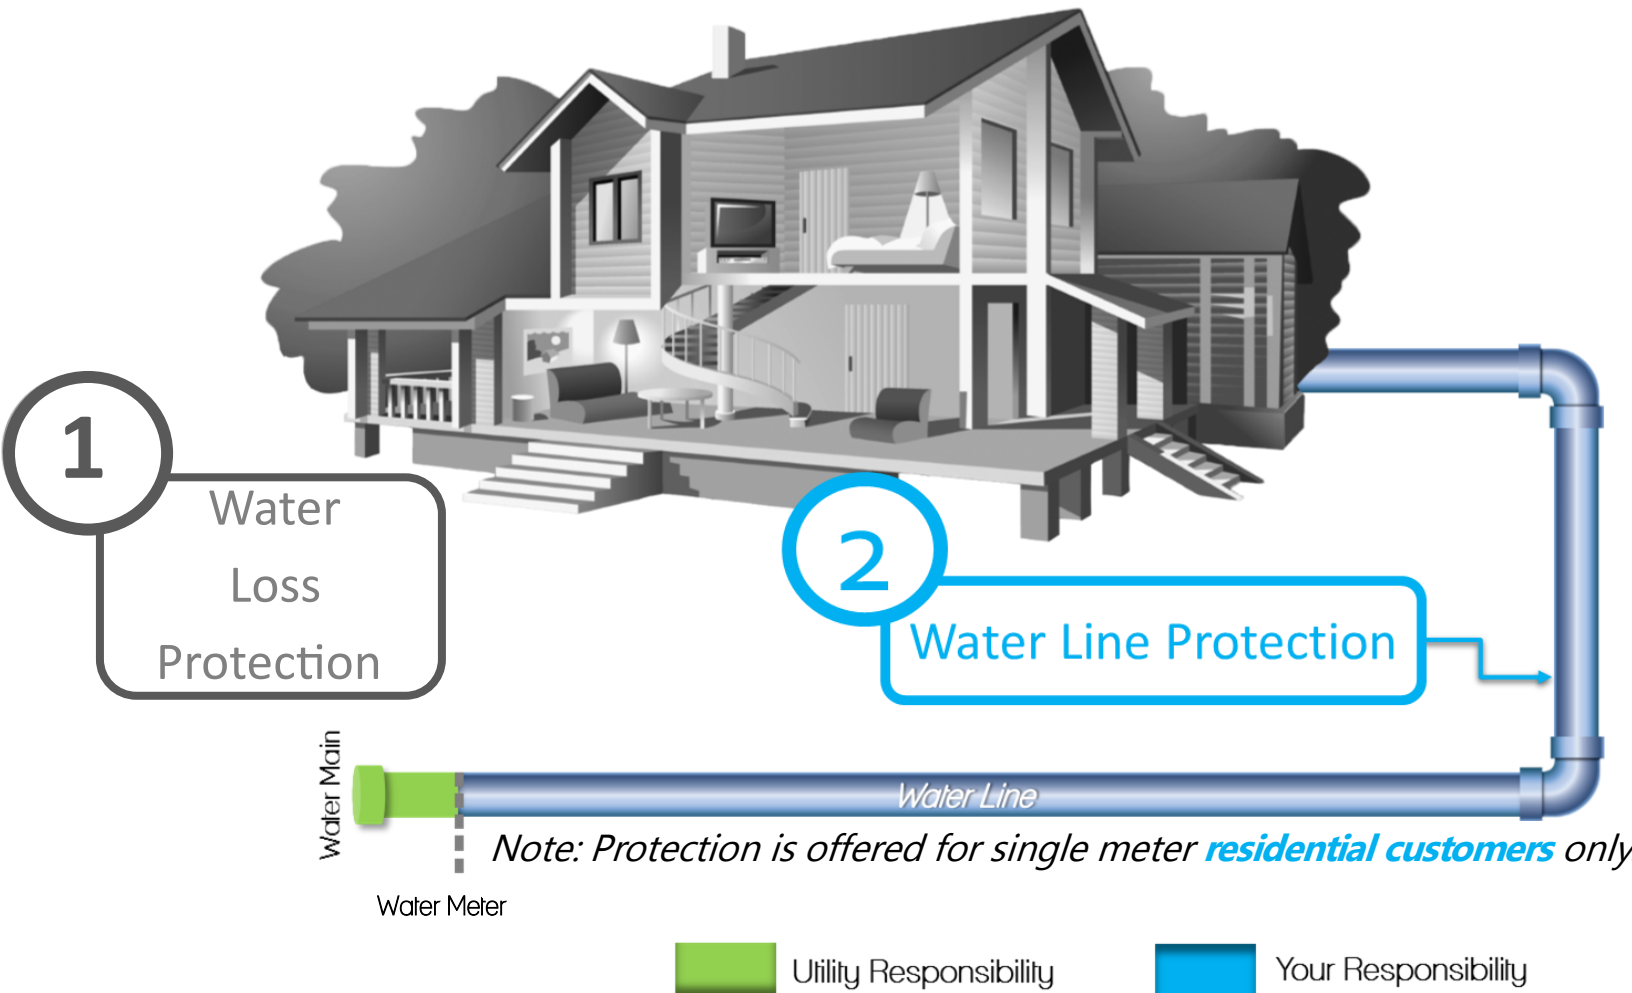 1
Water
Loss
Protection
2
Water Line Protection
Water Main
Water Line
Note: Protection is offered for single meter residential customers only
Water Meter
Utility Responsibility
Your Responsibility